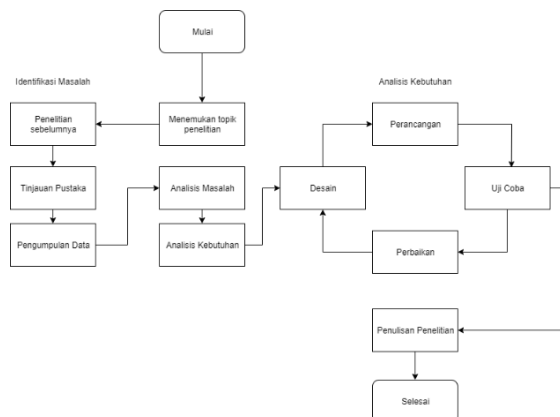 Mulai
Identifikasi Masalah
Analisis Kebutuhan
Penelitian
sebelumnya
Menemukan topik
penelitian
Perancangan
Tinjauan Pustaka
Analisis Masalah
Desain
Uji Coba
Pengumpulan Data
Analisis Kebutuhan
Perbaikan
Penulisan Penelitian
Selesai